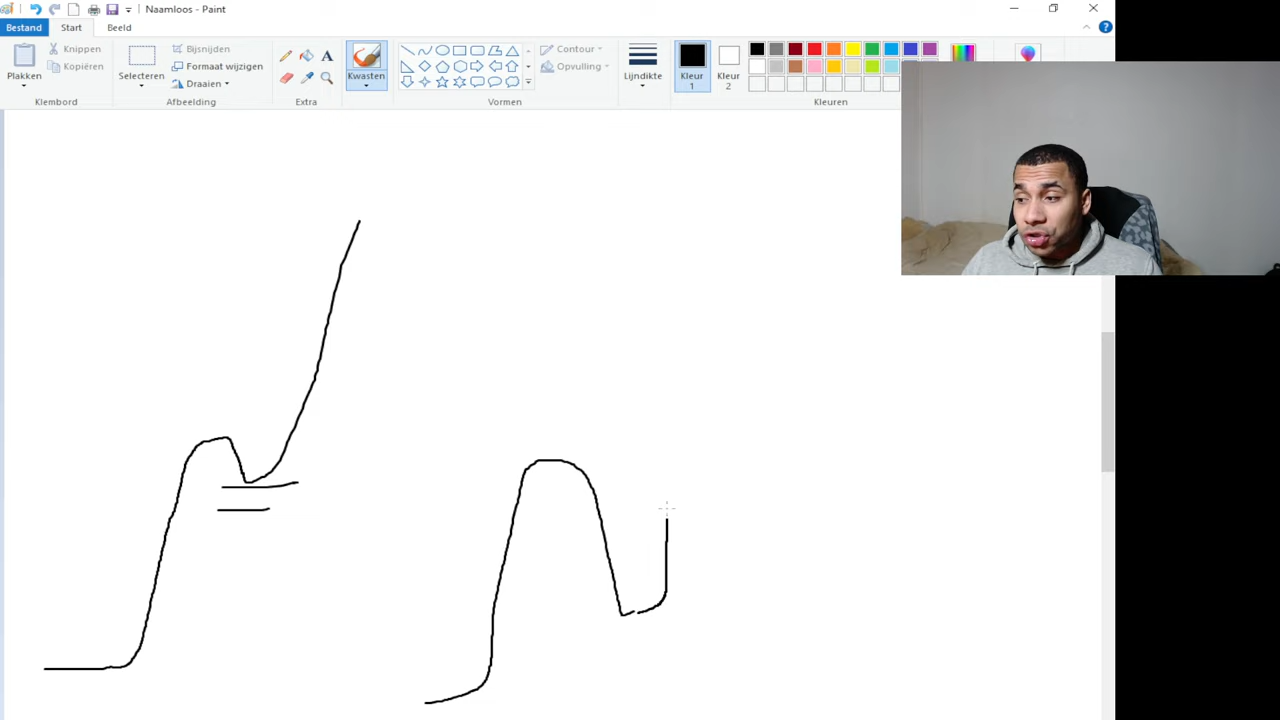 Naamloos - Paint
Bestand Start Beeld
Plakken
Knippen
Kopiëren
Klembord
Selecteren
Bijsnijden
Formaat wijzigen
Draaien
Afbeelding
A
Extra
Kwasten
Contour
Opvulling
Vormen
Lijndikte
Kleur
1
Kleur
2
Kleuren